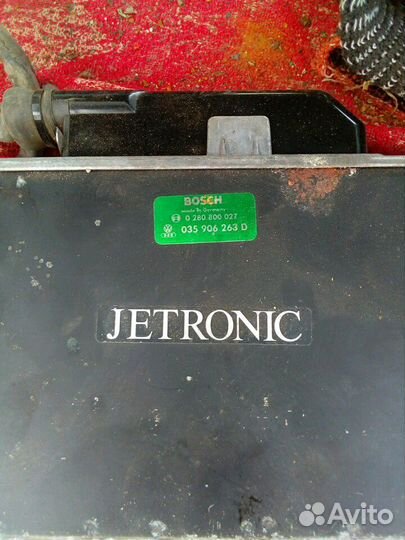 BOSCH
made in Germany
0 280 800 027
035 906 263 D
JETRONIC
Avito